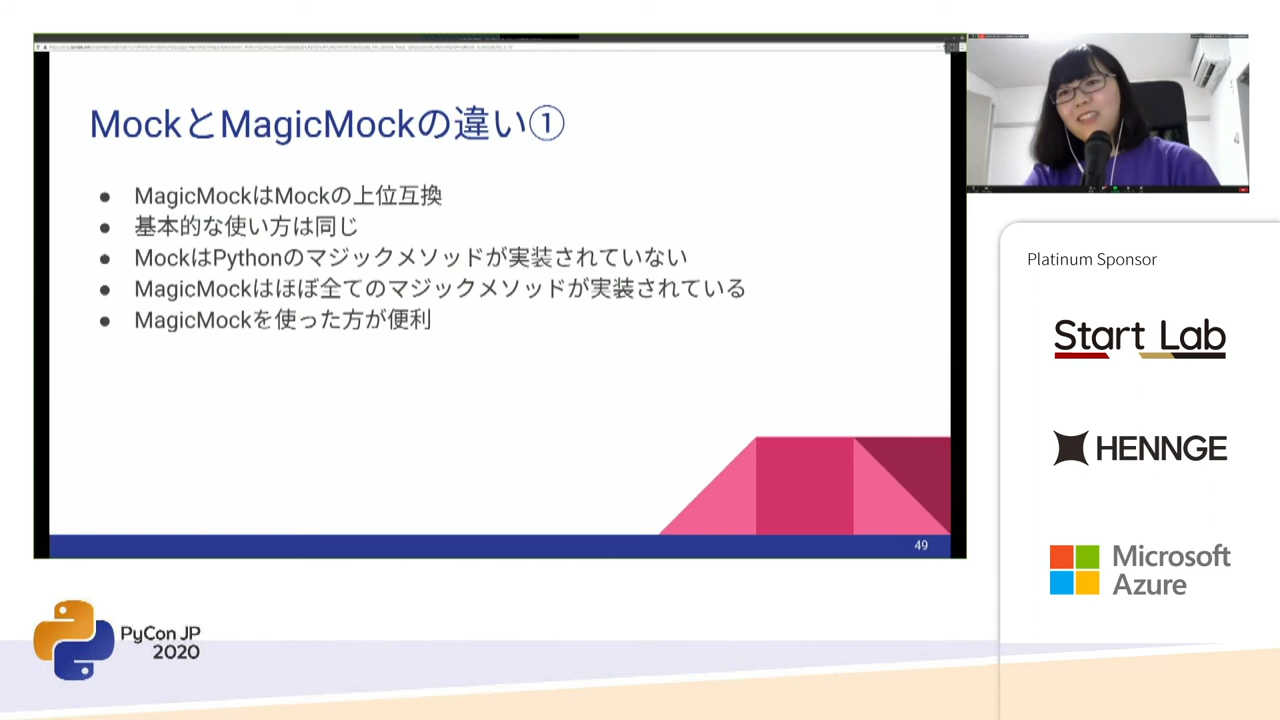 MockとMagicMockの違い①
MagicMockはMockの上位互換
基本的な使い方は同じ
MockはPythonのマジックメソッドが実装されていない
MagicMockはほぼ全てのマジックメソッドが実装されている
MagicMockを使った方が便利
49
Platinum Sponsor
Start Lab
HENNGE
Microsoft
Azure
PyCon JP
2020